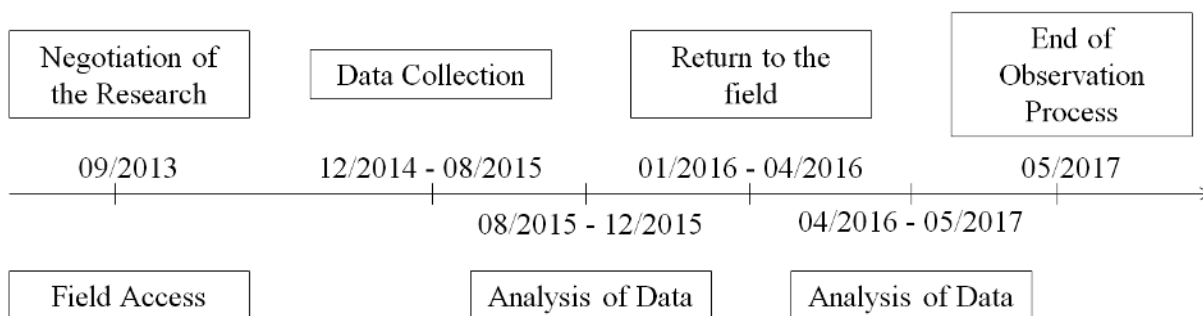 Negotiation of
the Research
Data Collection
Return to the
field
End of
Observation
Process
09/2013
12/2014 - 08/2015
01/2016 - 04/2016
05/2017
08/2015 - 12/2015
04/2016 - 05/2017
Field Access
Analysis of Data
Analysis of Data